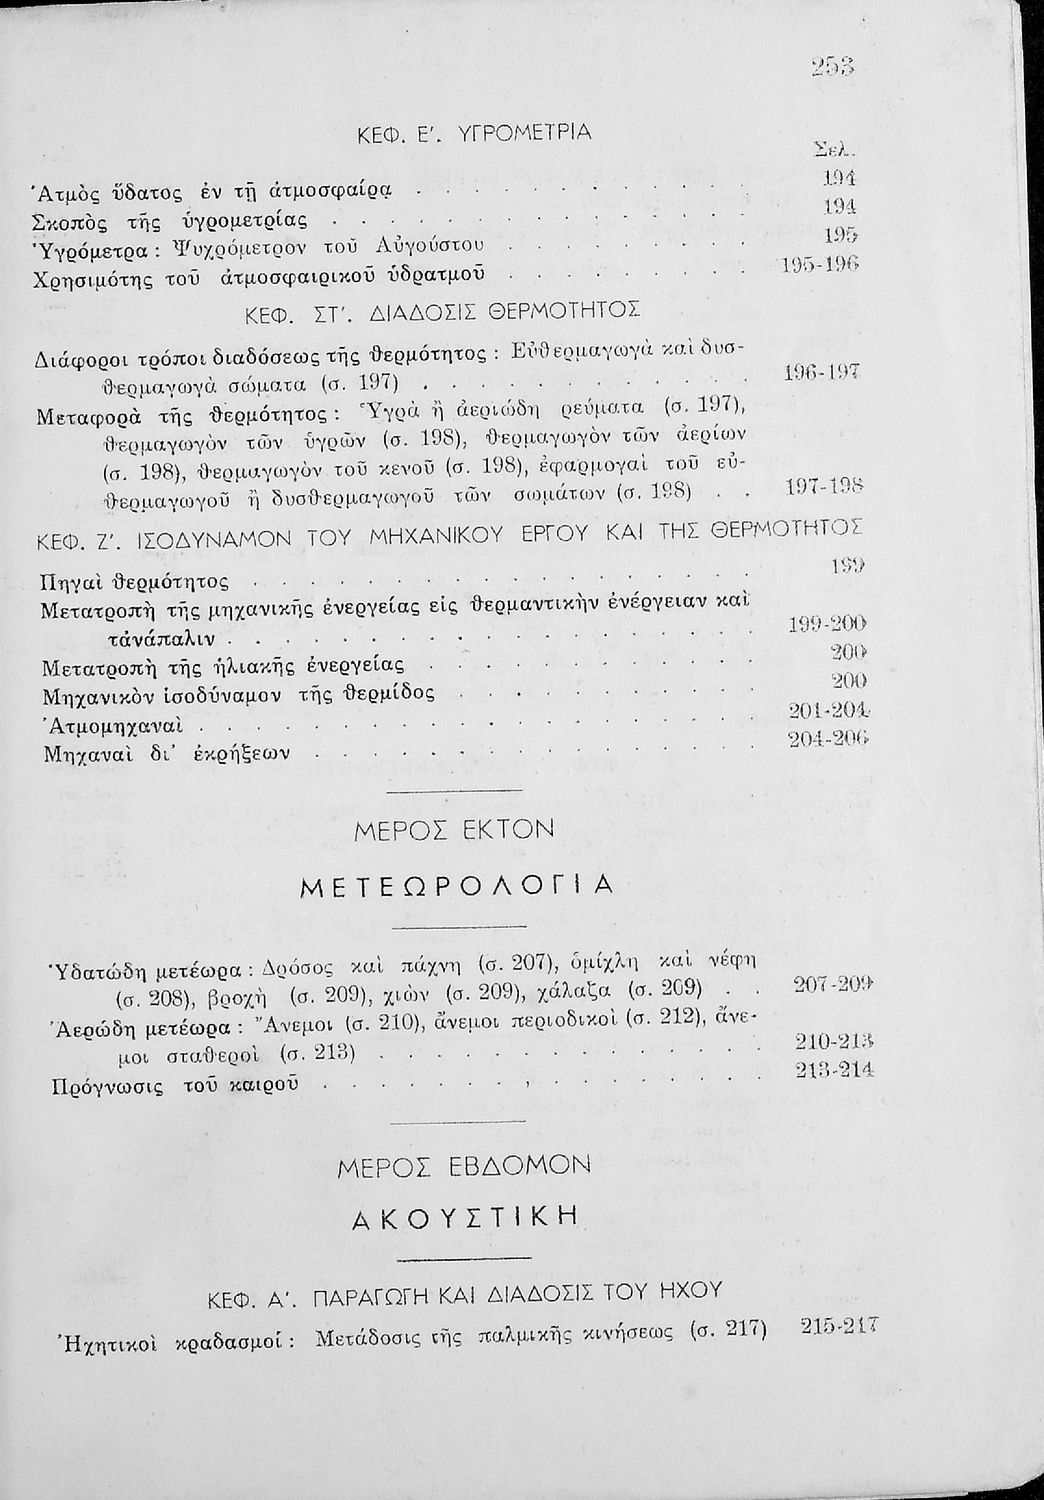 253
ΚΕΦ. Ε'. ΥΓΡΟΜΕΤΡΙΑ
Σελ.
Ἀτμὸς ὕδατος ἐν τῇ ἀτμοσφαίρᾳ . . . . . . . . . . . . 194
Σκοπὸς τῆς ὑγρομετρίας . . . . . . . . . . . . . . . 194
Ὑγρόμετρα : Ψυχρόμετρον τοῦ Αὐγούστου . . . . . . . . . 195
Χρησιμότης τοῦ ἀτμοσφαιρικοῦ ὑδρατμοῦ . . . . . . . . . 195-196
ΚΕΦ. ΣΤ'. ΔΙΑΔΟΣΙΣ ΘΕΡΜΟΤΗΤΟΣ
Διάφοροι τρόποι διαδόσεως τῆς θερμότητος : Εὐθερμαγωγὰ καὶ δυσ-
θερμαγωγὰ σώματα (σ. 197) . . . . . . . . . . . . 196-197
Μεταφορὰ τῆς θερμότητος : Ὑγρὰ ἢ ἀεριώδη ρεύματα (σ. 197),
θερμαγωγὸν τῶν ὑγρῶν (σ. 198), θερμαγωγὸν τῶν ἀερίων
(σ. 198), θερμαγωγὸν τοῦ κενοῦ (σ. 198), ἐφαρμογαὶ τοῦ εὐ-
θερμαγωγοῦ ἢ δυσθερμαγωγοῦ τῶν σωμάτων (σ. 198) . . 197-198
ΚΕΦ. Ζ'. ΙΣΟΔΥΝΑΜΟΝ ΤΟΥ ΜΗΧΑΝΙΚΟΥ ΕΡΓΟΥ ΚΑΙ ΤΗΣ ΘΕΡΜΟΤΗΤΟΣ
Πηγαὶ θερμότητος . . . . . . . . . . . . . . . . . . 199
Μετατροπὴ τῆς μηχανικῆς ἐνεργείας εἰς θερμαντικὴν ἐνέργειαν καὶ
τἀνάπαλιν . . . . . . . . . . . . . . . . . . . 199-200
Μετατροπὴ τῆς ἡλιακῆς ἐνεργείας . . . . . . . . . . . . 200
Μηχανικὸν ἰσοδύναμον τῆς θερμίδος . . . . . . . . . . . 200
Ἀτμομηχαναὶ . . . . . . . . . . . . . . . . . . . . 201-204
Μηχαναὶ δι' ἐκρήξεων . . . . . . . . . . . . . . . . 204-206
ΜΕΡΟΣ ΕΚΤΟΝ
ΜΕΤΕΩΡΟΛΟΓΙΑ
Ὑδατώδη μετέωρα : Δρόσος καὶ πάχνη (σ. 207), ὁμίχλη καὶ νέφη
(σ. 208), βροχὴ (σ. 209), χιὼν (σ. 209), χάλαζα (σ. 209) . . 207-209
Ἀερώδη μετέωρα : Ἄνεμοι (σ. 210), ἄνεμοι περιοδικοὶ (σ. 212), ἄνε-
μοι σταθεροὶ (σ. 213) . . . . . . . . . . . . . . 210-213
Πρόγνωσις τοῦ καιροῦ . . . . . . . . . . . . . . . . 213-214
ΜΕΡΟΣ ΕΒΔΟΜΟΝ
ΑΚΟΥΣΤΙΚΗ
ΚΕΦ. Α'. ΠΑΡΑΓΩΓΗ ΚΑΙ ΔΙΑΔΟΣΙΣ ΤΟΥ ΗΧΟΥ
Ἠχητικοὶ κραδασμοί : Μετάδοσις τῆς παλμικῆς κινήσεως (σ. 217) 215-217